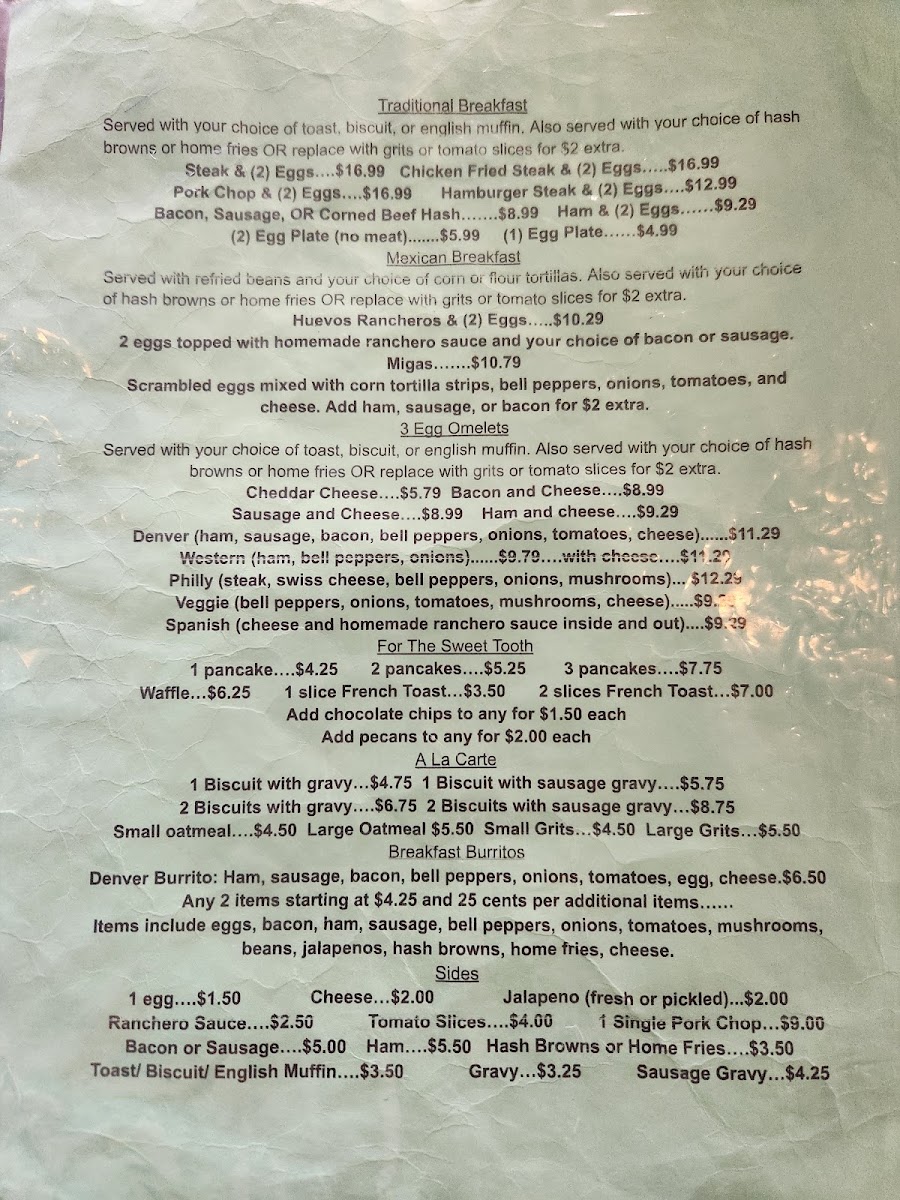 Traditional Breakfast
Served with your choice of toast, biscuit, or english muffin. Also served with your choice of hash
browns or home fries OR replace with grits or tomato slices for $2 extra.
Steak & (2) Eggs....$16.99 Chicken Fried Steak & (2) Eggs.....$16.99
Pork Chop & (2) Eggs....$16.99 Hamburger Steak & (2) Eggs....$12.99
Bacon, Sausage, OR Corned Beef Hash.......$8.99 Ham & (2) Eggs......$9.29
(2) Egg Plate (no meat).......$5.99 (1) Egg Plate......$4.99
Mexican Breakfast
Served with refried beans and your choice of corn or flour tortillas. Also served with your choice
of hash browns or home fries OR replace with grits or tomato slices for $2 extra.
Huevos Rancheros & (2) Eggs.....$10.29
2 eggs topped with homemade ranchero sauce and your choice of bacon or sausage.
Migas.......$10.79
Scrambled eggs mixed with corn tortilla strips, bell peppers, onions, tomatoes, and
cheese. Add ham, sausage, or bacon for $2 extra.
3 Egg Omelets
Served with your choice of toast, biscuit, or english muffin. Also served with your choice of hash
browns or home fries OR replace with grits or tomato slices for $2 extra.
Cheddar Cheese....$5.79 Bacon and Cheese....$8.99
Sausage and Cheese....$8.99 Ham and cheese....$9.29
Denver (ham, sausage, bacon, bell peppers, onions, tomatoes, cheese)......$11.29
Western (ham, bell peppers, onions)......$9.79....with cheese....$11.29
Philly (steak, swiss cheese, bell peppers, onions, mushrooms)... $12.29
Veggie (bell peppers, onions, tomatoes, mushrooms, cheese).....
Spanish (cheese and homemade ranchero sauce inside and out)....$9.29
For The Sweet Tooth
1 pancake....$4.25 2 pancakes....$5.25 3 pancakes....$7.75
Waffle...$6.25 1 slice French Toast...$3.50 2 slices French Toast...$7.00
Add chocolate chips to any for $1.50 each
Add pecans to any for $2.00 each
A La Carte
1 Biscuit with gravy...$4.75 1 Biscuit with sausage gravy....$5.75
2 Biscuits with gravy....$6.75 2 Biscuits with sausage gravy...$8.75
Small oatmeal....$4.50 Large Oatmeal $5.50 Small Grits...$4.50 Large Grits...$5.50
Breakfast Burritos
Denver Burrito: Ham, sausage, bacon, bell peppers, onions, tomatoes, egg, cheese.$6.50
Any 2 items starting at $4.25 and 25 cents per additional items......
Items include eggs, bacon, ham, sausage, bell peppers, onions, tomatoes, mushrooms,
beans, jalapenos, hash browns, home fries, cheese.
Sides
1 egg....$1.50 Cheese...$2.00 Jalapeno (fresh or pickled)...$2.00
Ranchero Sauce....$2.50 Tomato Slices....$4.00 1 Single Pork Chop...$9.00
Bacon or Sausage....$5.00 Ham....$5.50 Hash Browns or Home Fries....$3.50
Toast/ Biscuit/ English Muffin....$3.50 Gravy...$3.25 Sausage Gravy...$4.25